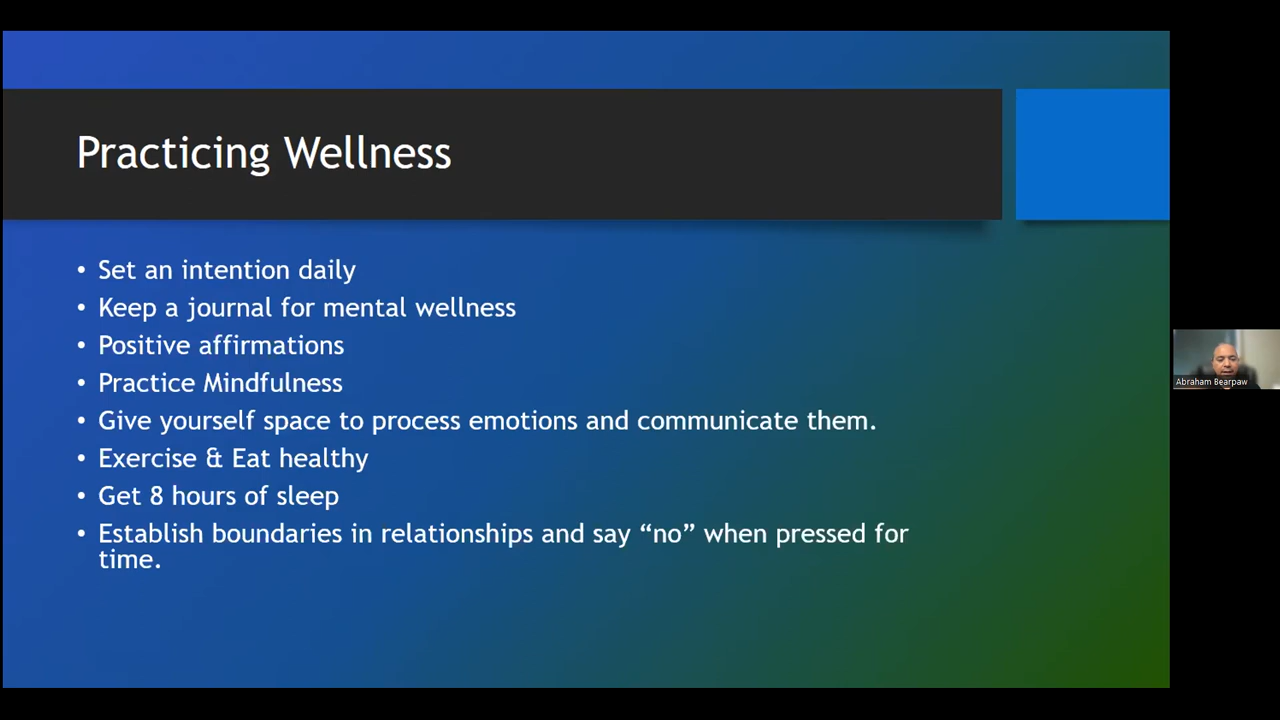 Practicing Wellness
• Set an intention daily
• Keep a journal for mental wellness
• Positive affirmations
• Practice Mindfulness
• Give yourself space to process emotions and communicate them.
• Exercise & Eat healthy
• Get 8 hours of sleep
• Establish boundaries in relationships and say “no” when pressed for
time.
Abraham Bearpaw